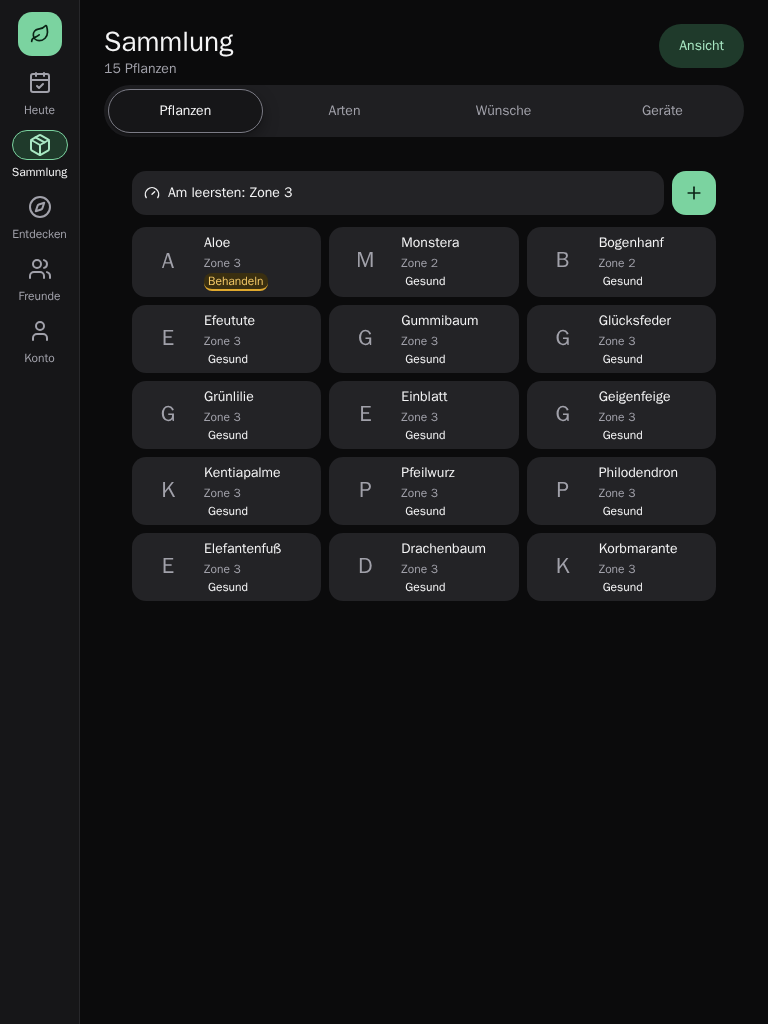 Heute
Sammlung
Entdecken
Freunde
Konto
Sammlung
15 Pflanzen
Ansicht
Pflanzen
Arten
Wünsche
Geräte
Am leersten: Zone 3
A
Aloe
Zone 3
Behandeln
M
Monstera
Zone 2
Gesund
B
Bogenhanf
Zone 2
Gesund
E
Efeutute
Zone 3
Gesund
G
Gummibaum
Zone 3
Gesund
G
Glücksfeder
Zone 3
Gesund
G
Grünlilie
Zone 3
Gesund
E
Einblatt
Zone 3
Gesund
G
Geigenfeige
Zone 3
Gesund
K
Kentiapalme
Zone 3
Gesund
P
Pfeilwurz
Zone 3
Gesund
P
Philodendron
Zone 3
Gesund
E
Elefantenfuß
Zone 3
Gesund
D
Drachenbaum
Zone 3
Gesund
K
Korbmarante
Zone 3
Gesund